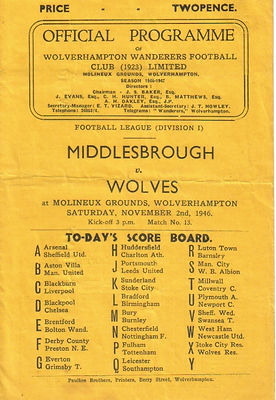 PRICE - - TWOPENCE.
OFFICIAL PROGRAMME
OF
WOLVERHAMPTON WANDERERS FOOTBALL
CLUB (1923) LIMITED
MOLINEUX GROUNDS, WOLVERHAMPTON.
SEASON 1946-1947
Directors :
Chairman - J. S. BAKER, Esq.
J. EVANS, Esq., C. H. HUNTER, Esq., B. MATTHEWS, Esq.
A. H. OAKLEY, Esq., J.P.
Secretary-Manager: E. T. VIZARD. Assistant-Secretary: J. T. HOWLEY.
Telegrams: "Wanderers," Wolverhampton.
FOOTBALL LEAGUE (DIVISION 1)
MIDDLESBROUGH
v.
WOLVES
at MOLINEUX GROUNDS, WOLVERHAMPTON
SATURDAY, NOVEMBER 2nd, 1946.
Kick-off 3 p.m. Match No. 13.
TO-DAY'S SCORE BOARD.
A Arsenal
Sheffield Utd.
B Aston Villa
Man. United
C Blackburn
Liverpool
D Blackpool
Chelsea
E Brentford
Bolton Wand.
F Derby County
Preston N. E.
G Everton
Grimsby T.
H Huddersfield
Charlton Ath.
I Portsmouth
Leeds United
K Sunderland
Stoke City
L Bradford
Birmingham
M Bury
Burnley
N Chesterfield
Nottingham F.
P Fulham
Tottenham
Q Leicester
Southampton
R Luton Town
Barnsley
S Man. City
W. B. Albion
T Millwall
Coventry C.
U Plymouth A.
Newport C.
V Sheff. Wed.
Swansea T.
W West Ham
Newcastle Utd.
X Stoke City Res.
Wolves Res.
Y
Paulton Brothers, Printers, Berry Street, Wolverhampton.